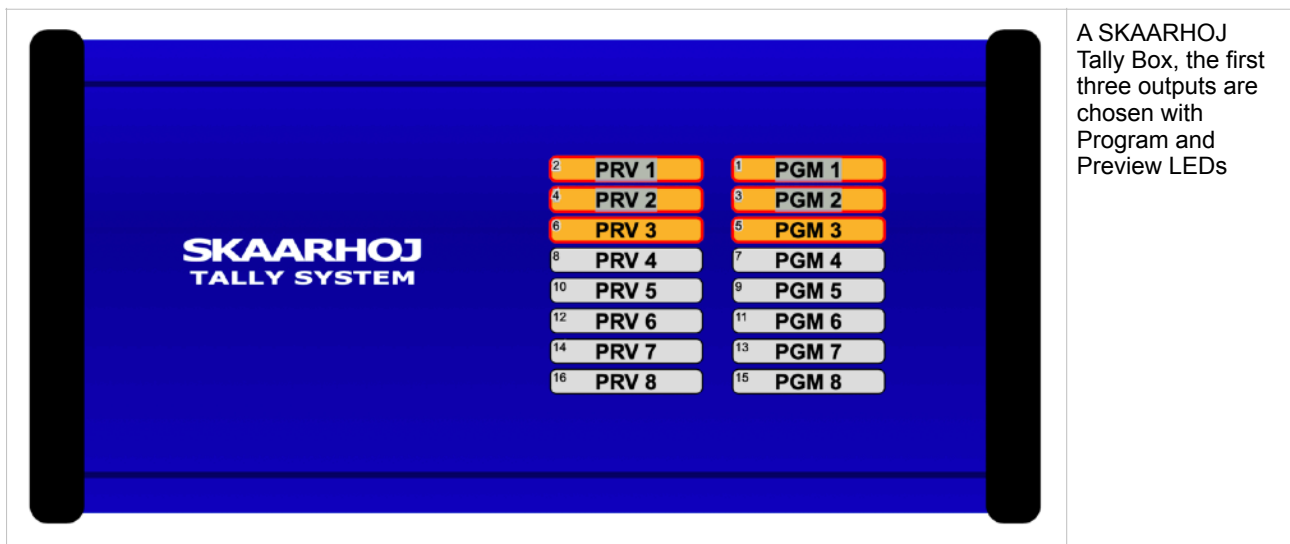 SKAARHOJ
TALLY SYSTEM
2 PRV 1 1 PGM 1
4 PRV 2 3 PGM 2
6 PRV 3 5 PGM 3
8 PRV 4 7 PGM 4
10 PRV 5 9 PGM 5
12 PRV 6 11 PGM 6
14 PRV 7 13 PGM 7
16 PRV 8 15 PGM 8
A SKAARHOJ
Tally Box, the first
three outputs are
chosen with
Program and
Preview LEDs